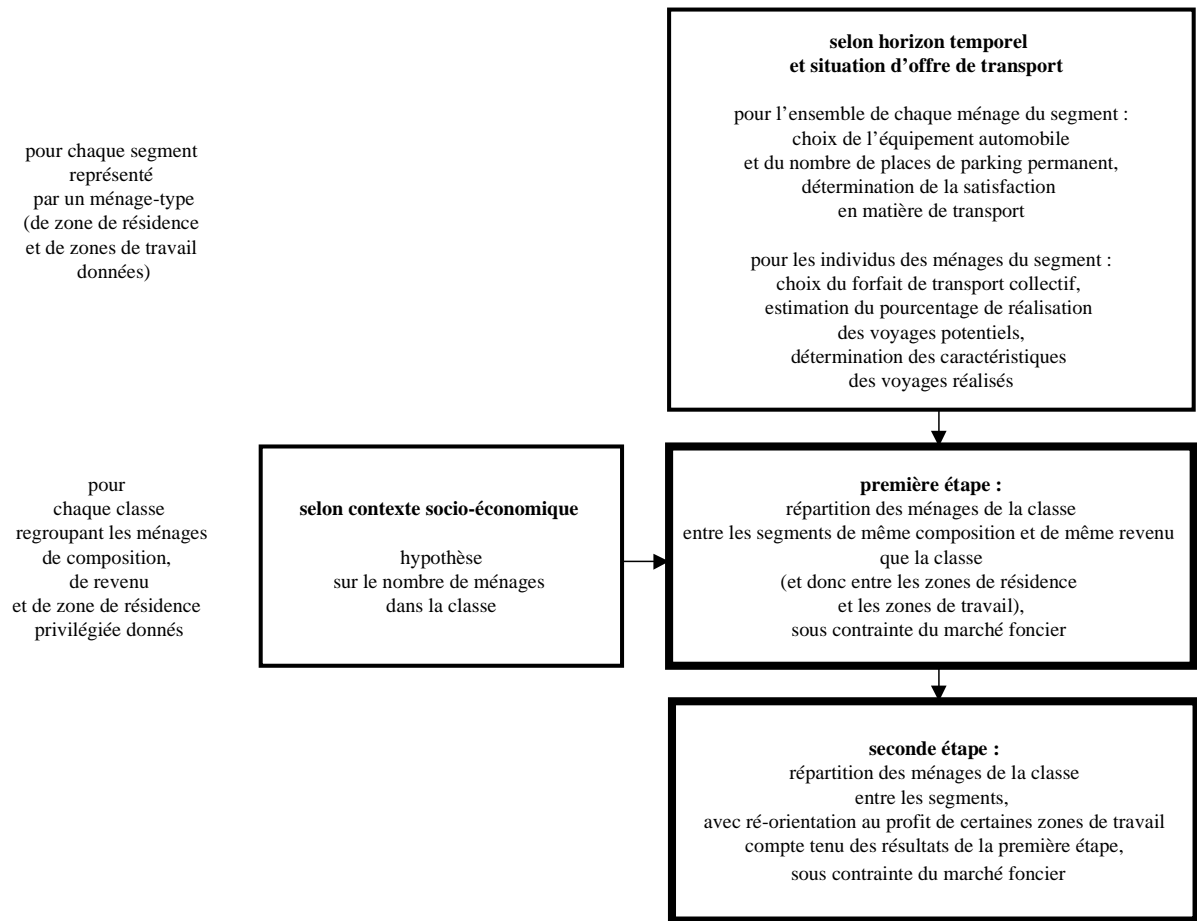 selon horizon temporel
et situation d’offre de transport
pour l’ensemble de chaque ménage du segment :
choix de l’équipement automobile
et du nombre de places de parking permanent,
détermination de la satisfaction
en matière de transport
pour les individus des ménages du segment :
choix du forfait de transport collectif,
estimation du pourcentage de réalisation
des voyages potentiels,
détermination des caractéristiques
des voyages réalisés
pour chaque segment
représenté
par un ménage-type
(de zone de résidence
et de zones de travail
données)
pour
chaque classe
regroupant les ménages
de composition,
de revenu
et de zone de résidence
privilégiée donnés
selon contexte socio-économique
hypothèse
sur le nombre de ménages
dans la classe
première étape :
répartition des ménages de la classe
entre les segments de même composition et de même revenu
que la classe
(et donc entre les zones de résidence
et les zones de travail),
sous contrainte du marché foncier
seconde étape :
répartition des ménages de la classe
entre les segments,
avec ré-orientation au profit de certaines zones de travail
compte tenu des résultats de la première étape,
sous contrainte du marché foncier